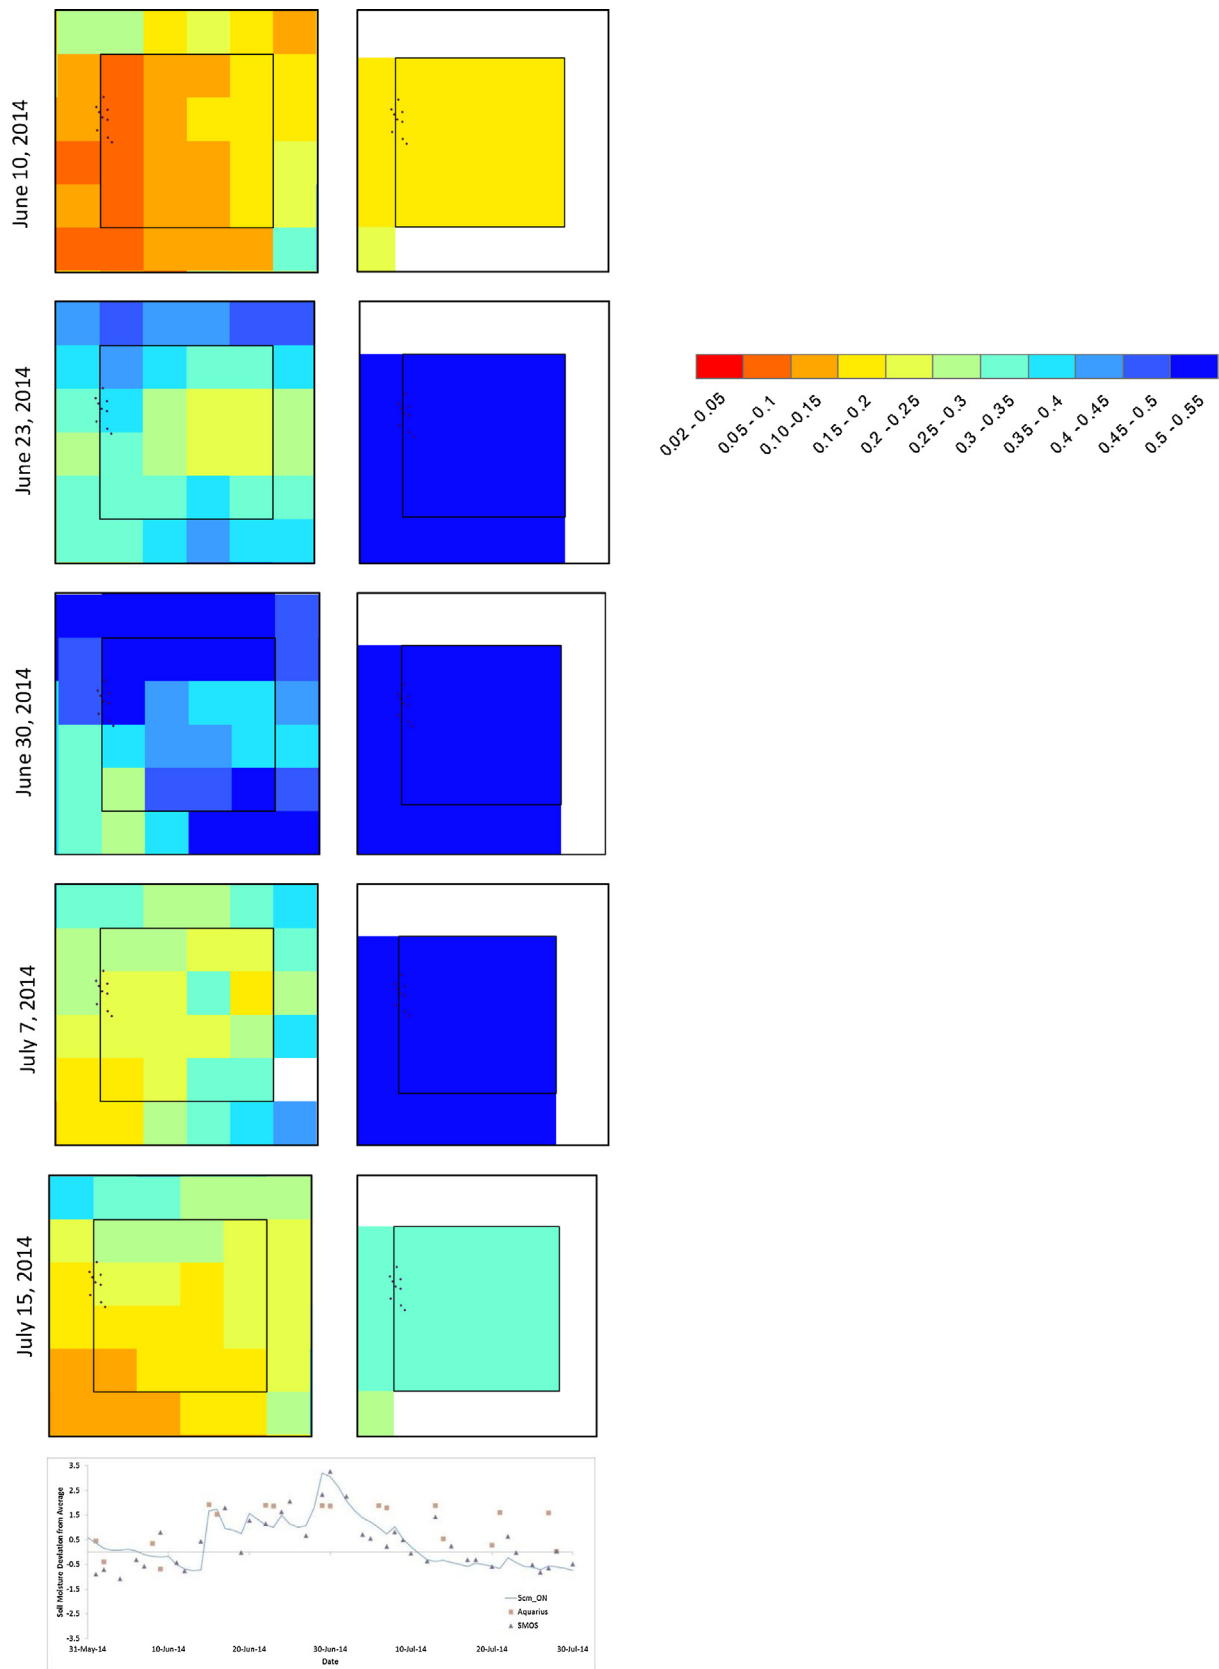 June 10, 2014
June 23, 2014
0.02 - 0.05
0.05 - 0.1
0.10 -0.15
0.15 - 0.2
0.2 -0.25
0.25 - 0.3
0.3 -0.35
0.35 - 0.4
0.4 -0.45
0.45 - 0.5
0.5 -0.55
June 30, 2014
July 7, 2014
July 15, 2014
Soil Moisture Deviation from Average
3.5
2.5
1.5
0.5
-0.5
-1.5
-2.5
-3.5
5cm_ON
Aquarius
SMOS
31-May-14 10-Jun-14 20-Jun-14 30-Jun-14 10-Jul-14 20-Jul-14 30-Jul-14
Date